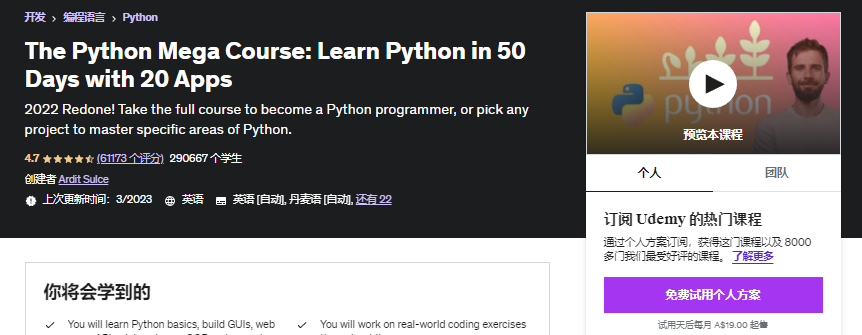 开发 > 编程语言 > Python
The Python Mega Course: Learn Python in 50
Days with 20 Apps
2022 Redone! Take the full course to become a Python programmer, or pick any
project to master specific areas of Python.
4.7 (61173 个评分) 290667 个学生
创建者 Ardit Sulce
上次更新时间: 3/2023 英语 英语 [自动], 丹麦语 [自动], 还有 22
你将会学到的
You will learn Python basics, build GUIs, web
You will work on real-world coding exercises
python
预览本课程
个人 团队
订阅 Udemy 的热门课程
通过个人方案订阅，获得这门课程以及 8000
多门我们最受好评的课程。 了解更多
免费试用个人方案
试用天后每月 A$19.00 起